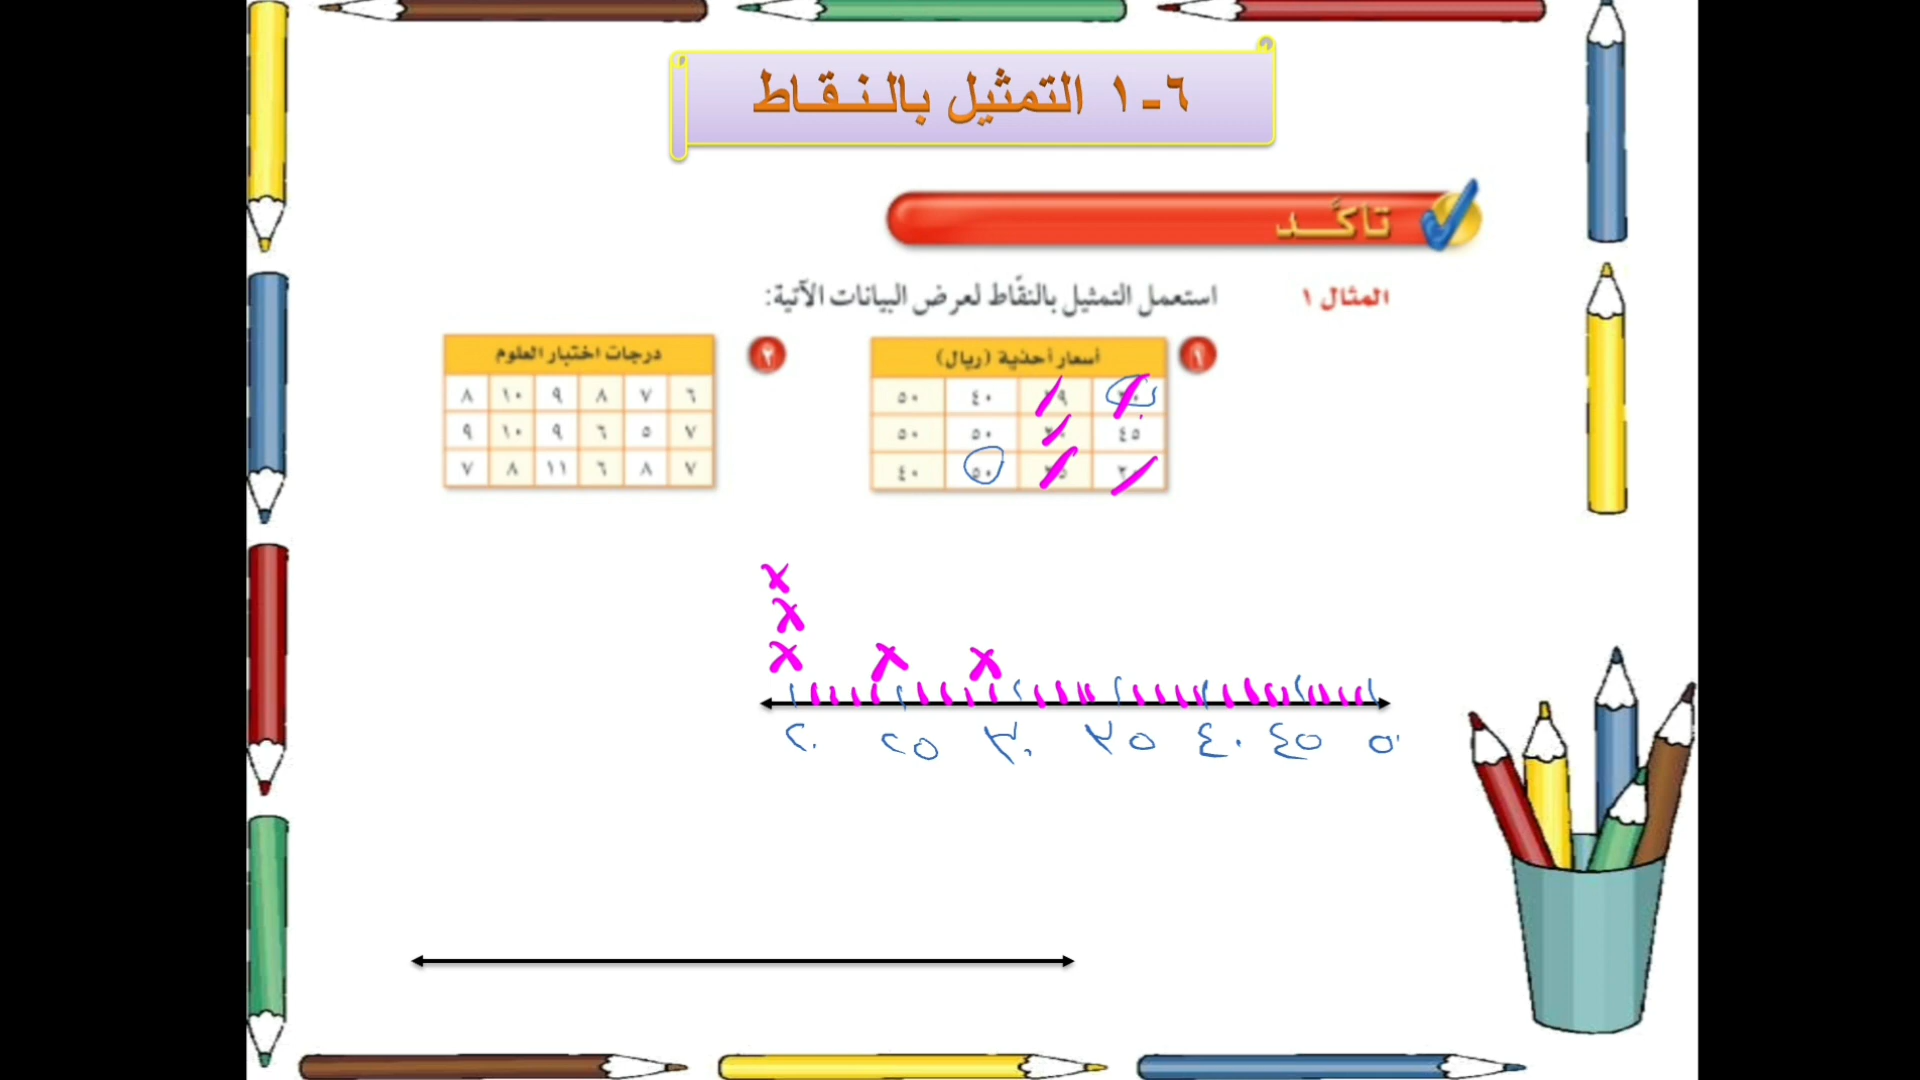 ٦-١ التمثيل بالنقاط
تأكد
المثال ١ استعمل التمثيل بالنقاط لعرض البيانات الآتية:
١ أسعار أحذية (ريال)
٤٠ ٥٠
٤٥ ٥٠ ٥٠
٥٠ ٤٠
٢ درجات اختبار العلوم
٦ ٧ ٨ ٩ ١٠ ٨
٧ ٥ ٦ ٩ ١٠ ٩
٧ ٨ ٦ ١١ ٨ ٧
x
x
x x x
٢٠ ٢٥ ٣٠ ٣٥ ٤٠ ٤٥ ٥٠